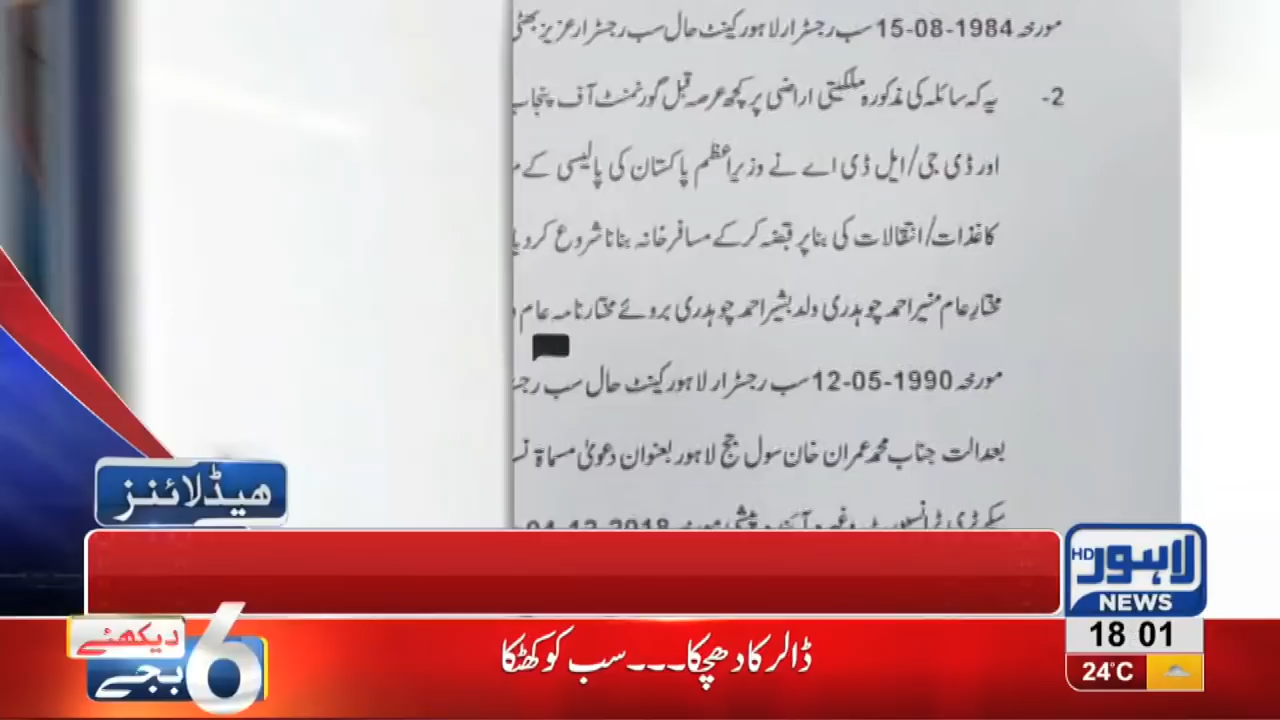 مورخہ 15-08-1984 سب رجسٹرار لاہور کینٹ حال سب رجسٹرار عزیز بھٹی
2- یہ کہ سائلہ کی مذکورہ ملکیتی اراضی پر کچھ عرصہ قبل گورنمنٹ آف پنجاب
اور ڈی جی/ایل ڈی اے نے وزیراعظم پاکستان کی پالیسی کے
کاغذات/انتقالات کی بنا پر قبضہ کر کے مسافر خانہ بنانا شروع کر دیا
مختارِ عام منیر احمد چوہدری ولد بشیر احمد چوہدری بروئے مختار نامہ عام
مورخہ 12-05-1990 سب رجسٹرار لاہور کینٹ حال سب
بعدالت جناب محمد عمران خان سول جج لاہور بعنوان دعویٰ مسماۃ
ہیڈلائنز
لاہور HD
NEWS
18 01
24°C
دیکھئے 6 بجے
ڈالر کا دھچکا۔۔۔سب کو کھٹکا